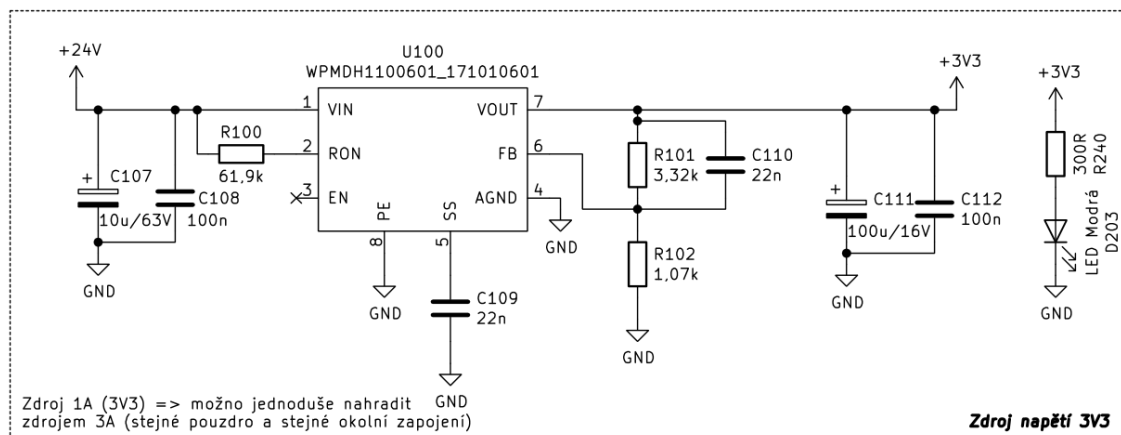 +24V
U100
WPMDH1100601_171010601
+3V3
+3V3
1
VIN
VOUT
7
R100
61,9k
2
RON
FB
6
R101
3,32k
C110
22n
300R
R240
C107
10u/63V
+
C108
100n
3
EN
AGND
4
PE
SS
8
5
GND
R102
1,07k
+
C111
100u/16V
C112
100n
LED Modrá
D203
GND
GND
C109
22n
GND
GND
GND
GND
Zdroj 1A (3V3) => možno jednoduše nahradit
zdrojem 3A (stejné pouzdro a stejné okolní zapojení)
Zdroj napětí 3V3